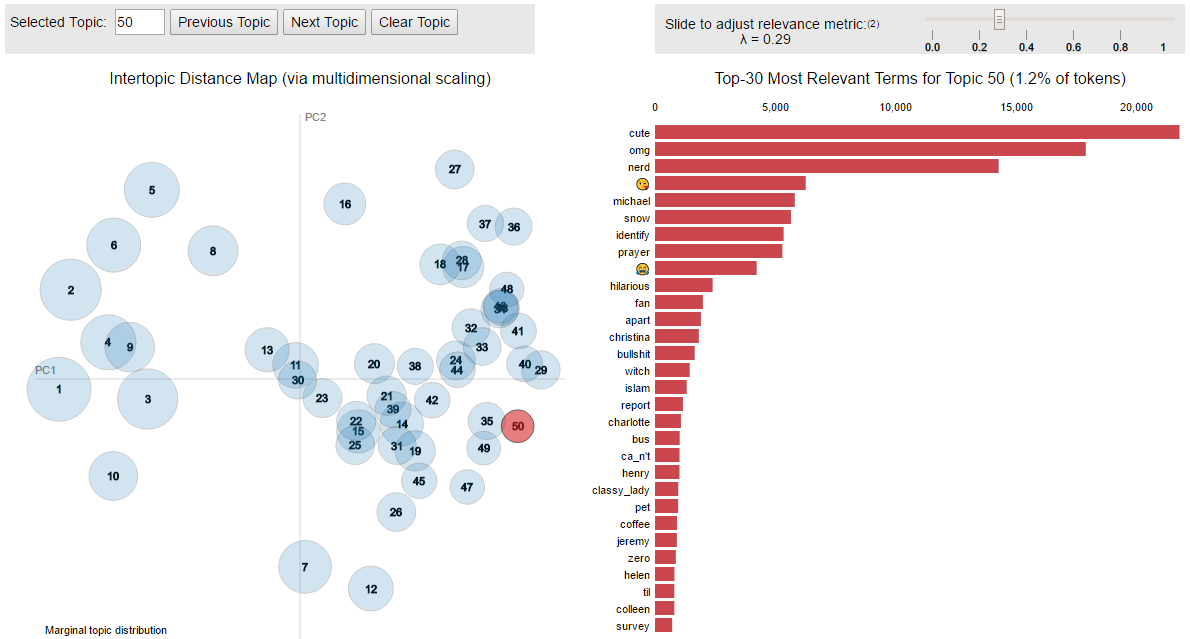 Selected Topic: 50 Previous Topic Next Topic Clear Topic
Slide to adjust relevance metric:(2)
λ = 0.29
0.0 0.2 0.4 0.6 0.8 1
Intertopic Distance Map (via multidimensional scaling)
PC2
PC1
27
5
16
37
36
6
8
18
28
17
2
48
32
41
4
9
33
13
11
20
38
24
44
40
29
30
1
3
23
21
42
39
22
15
14
35
50
25
31
19
49
10
45
47
26
7
12
Marginal topic distribution
Top-30 Most Relevant Terms for Topic 50 (1.2% of tokens)
0 5,000 10,000 15,000 20,000
cute
omg
nerd
😘
michael
snow
identify
prayer
😭
hilarious
fan
apart
christina
bullshit
witch
islam
report
charlotte
bus
ca_n't
henry
classy_lady
pet
coffee
jeremy
zero
helen
til
colleen
survey